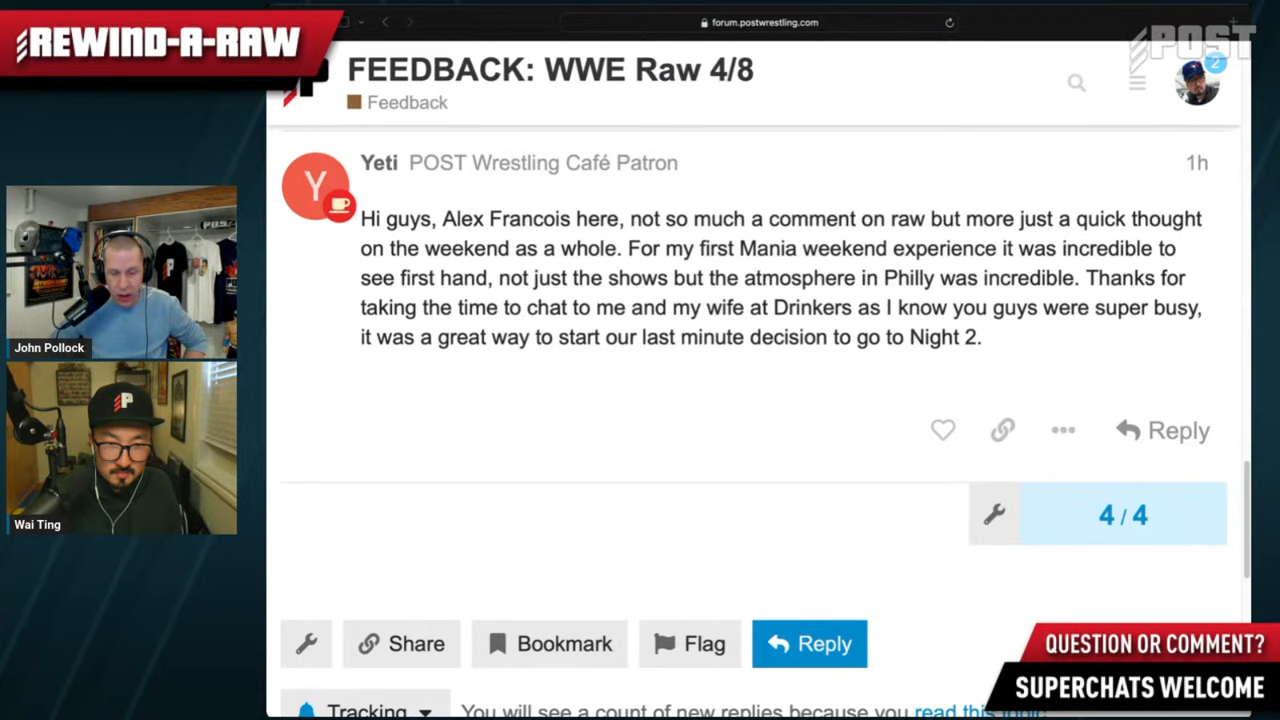 REWIND-A-RAW
forum.postwrestling.com
POST
FEEDBACK: WWE Raw 4/8
Feedback
2
Yeti POST Wrestling Café Patron
1h
Y
Hi guys, Alex Francois here, not so much a comment on raw but more just a quick thought
on the weekend as a whole. For my first Mania weekend experience it was incredible to
see first hand, not just the shows but the atmosphere in Philly was incredible. Thanks for
taking the time to chat to me and my wife at Drinkers as I know you guys were super busy,
it was a great way to start our last minute decision to go to Night 2.
John Pollock
Wai Ting
Reply
4 / 4
Share
Bookmark
Flag
Reply
QUESTION OR COMMENT?
SUPERCHATS WELCOME
Tracking
You will see a count of new replies because you read this topic.